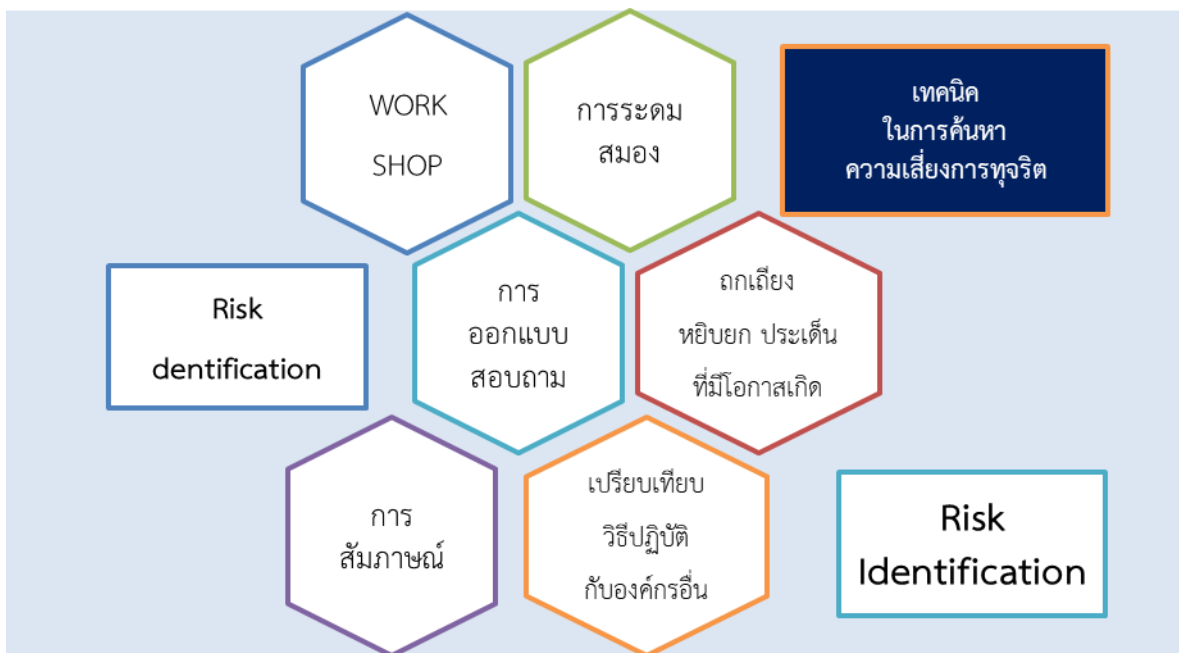 WORK
SHOP
การระดม
สมอง
เทคนิค
ในการค้นหา
ความเสี่ยงการทุจริต
Risk
dentification
การ
ออกแบบ
สอบถาม
ถกเถียง
หยิบยก ประเด็น
ที่มีโอกาสเกิด
การ
สัมภาษณ์
เปรียบเทียบ
วิธีปฏิบัติ
กับองค์กรอื่น
Risk
Identification